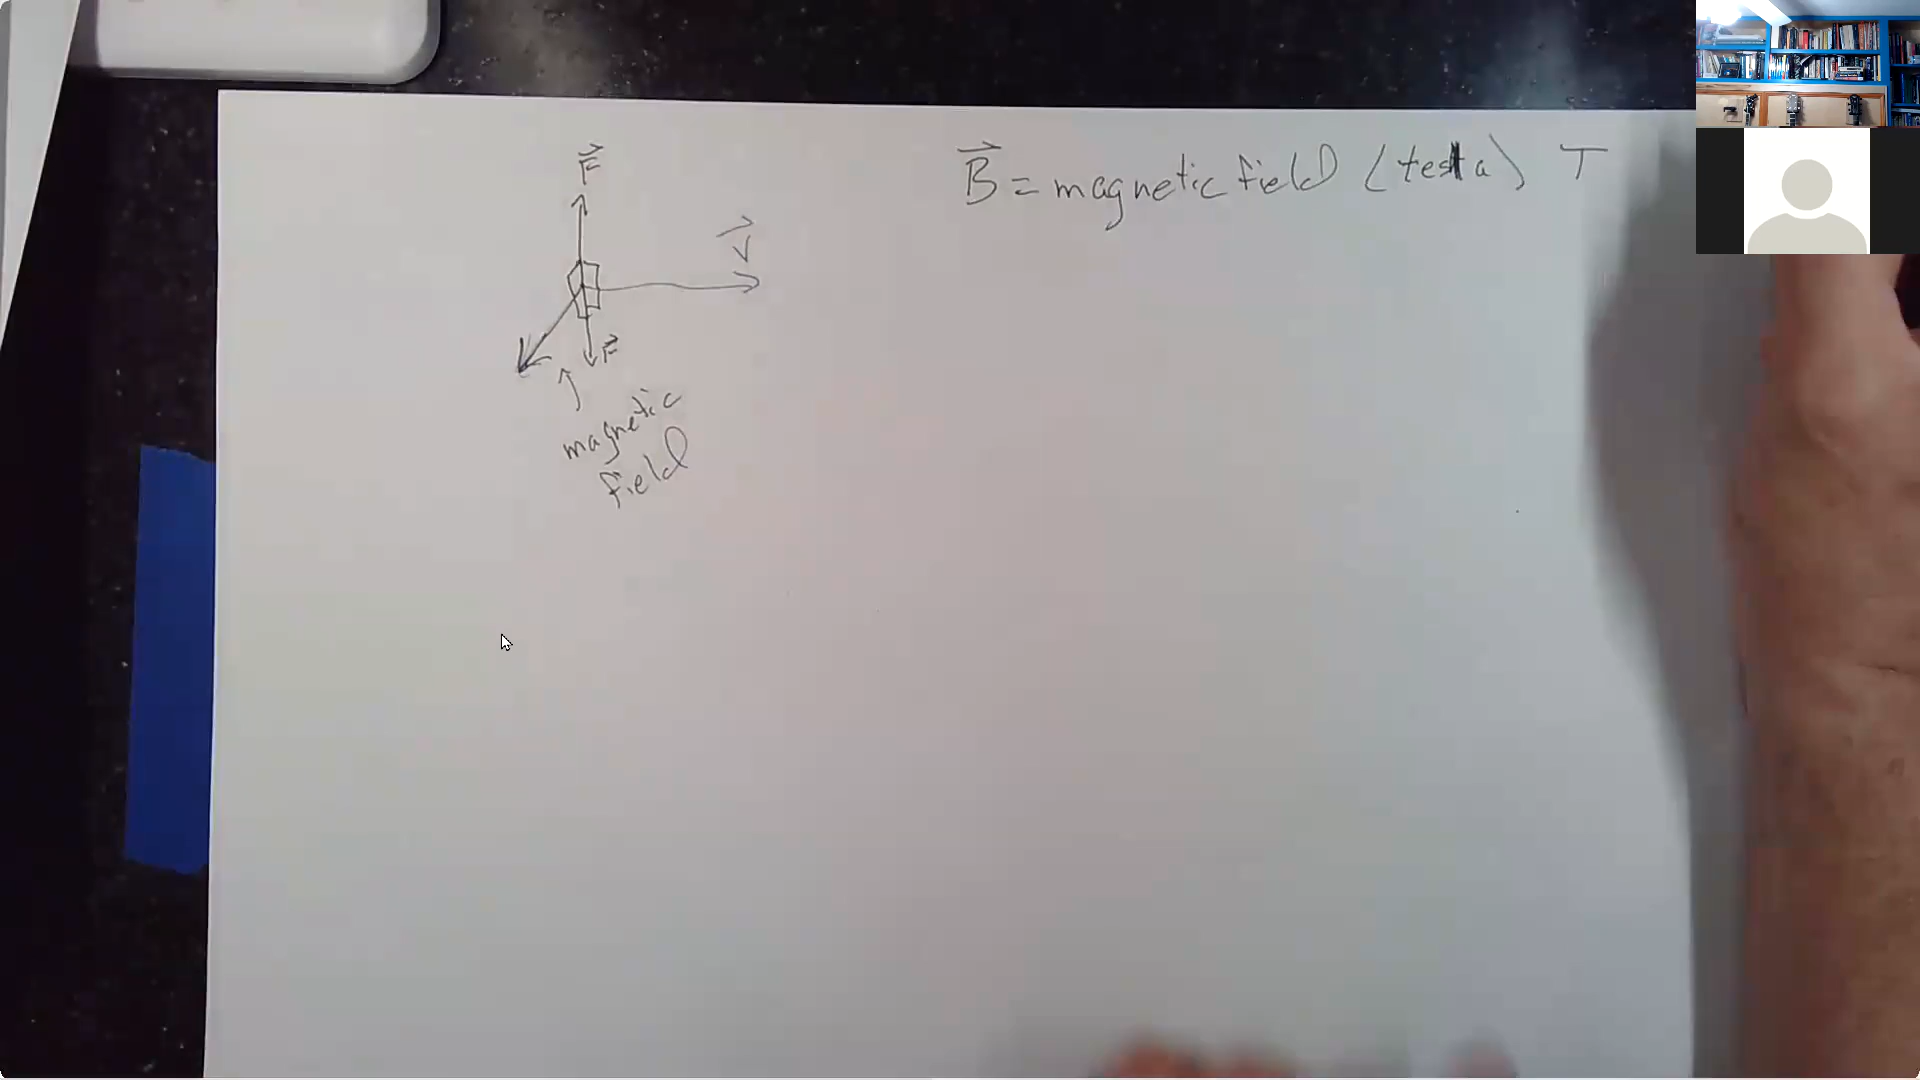 F
V
F
magnetic
field
B = magnetic field (tesla) T